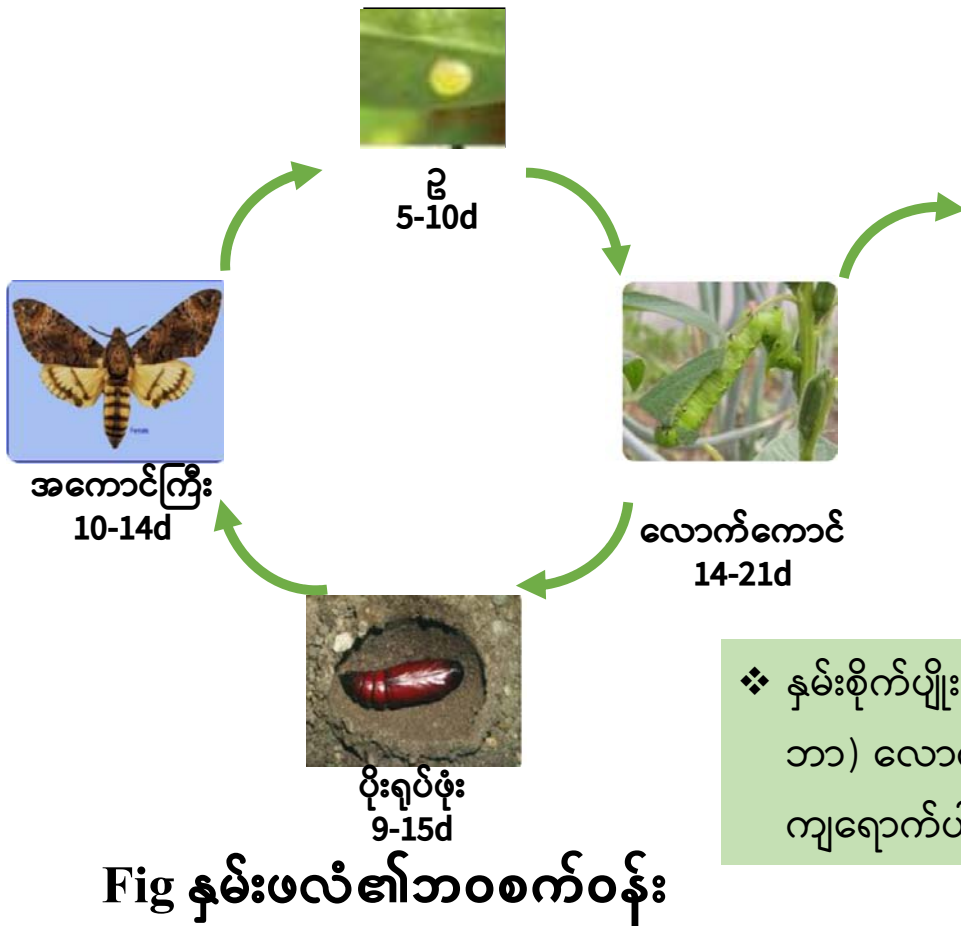 ဥ
5-10d
အကောင်ကြီး
10-14d
Female
လောက်ကောင်
14-21d
ပိုးရုပ်ဖုံး
9-15d
❖ နှမ်းစိုက်ပျိုး
ဘာ)
ကျရောက်ပ
Fig နှမ်းဖလံ၏ဘဝစက်ဝန်း